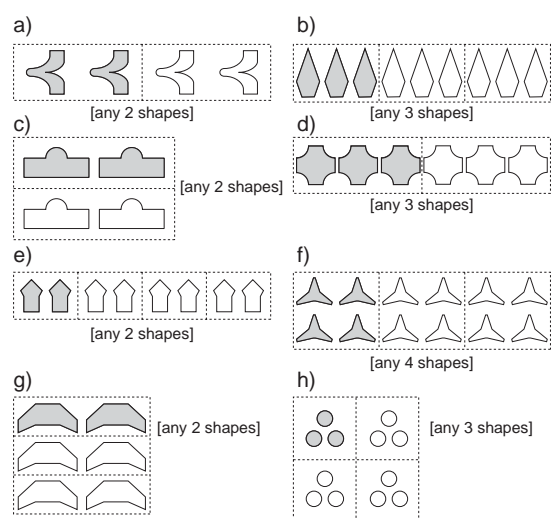 a)
[any 2 shapes]
b)
[any 3 shapes]
c)
[any 2 shapes]
d)
[any 3 shapes]
e)
[any 2 shapes]
f)
[any 4 shapes]
g)
[any 2 shapes]
h)
[any 3 shapes]